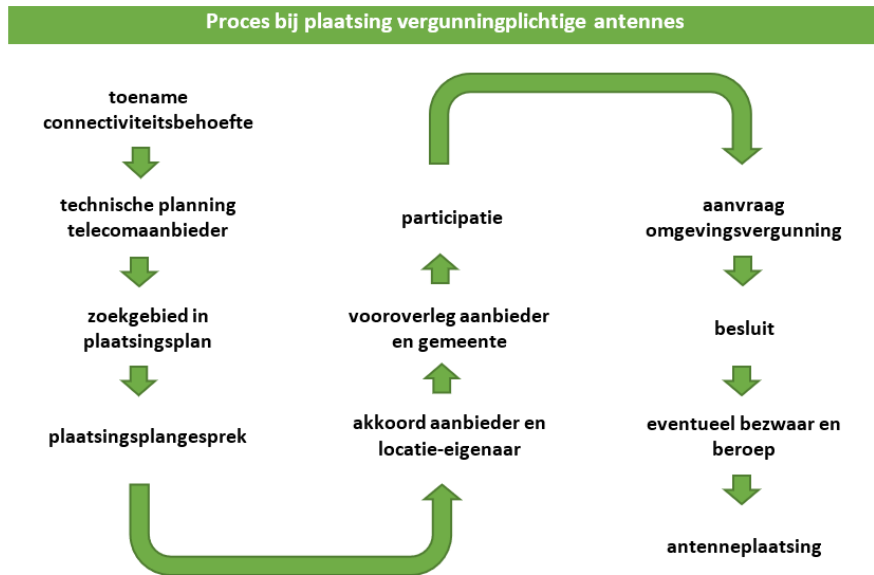 Proces bij plaatsing vergunningplichtige antennes
toename
connectiviteitsbehoefte
technische planning
telecomaanbieder
zoekgebied in
plaatsingsplan
plaatsingsplangesprek
akkoord aanbieder en
locatie-eigenaar
vooroverleg aanbieder
en gemeente
participatie
aanvraag
omgevingsvergunning
besluit
eventueel bezwaar en
beroep
antenneplaatsing